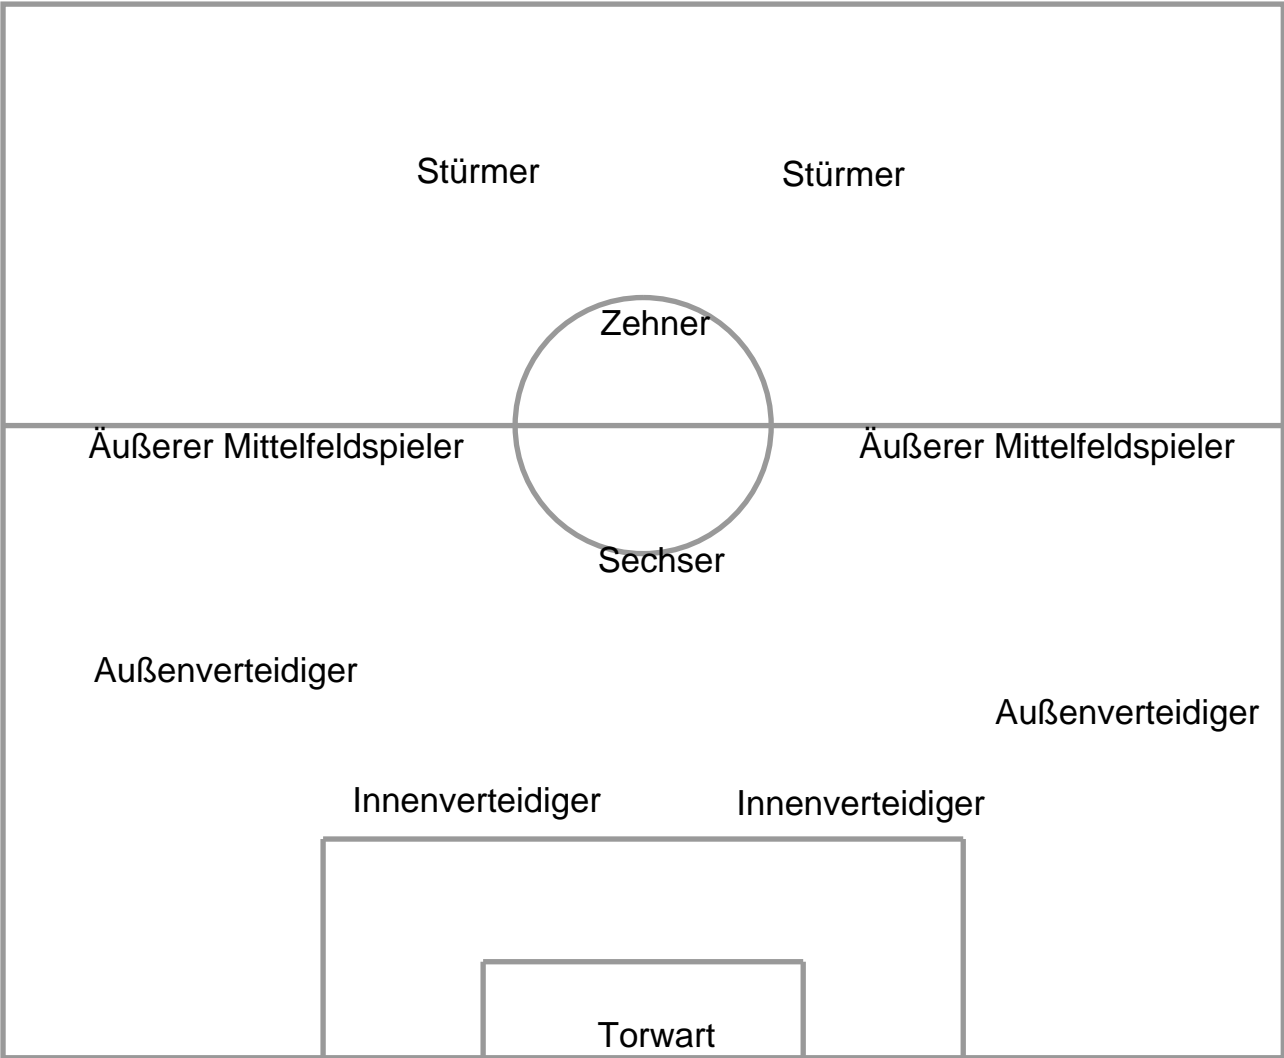 Stürmer
Stürmer
Zehner
Äußerer Mittelfeldspieler
Äußerer Mittelfeldspieler
Sechser
Außenverteidiger
Außenverteidiger
Innenverteidiger
Innenverteidiger
Torwart